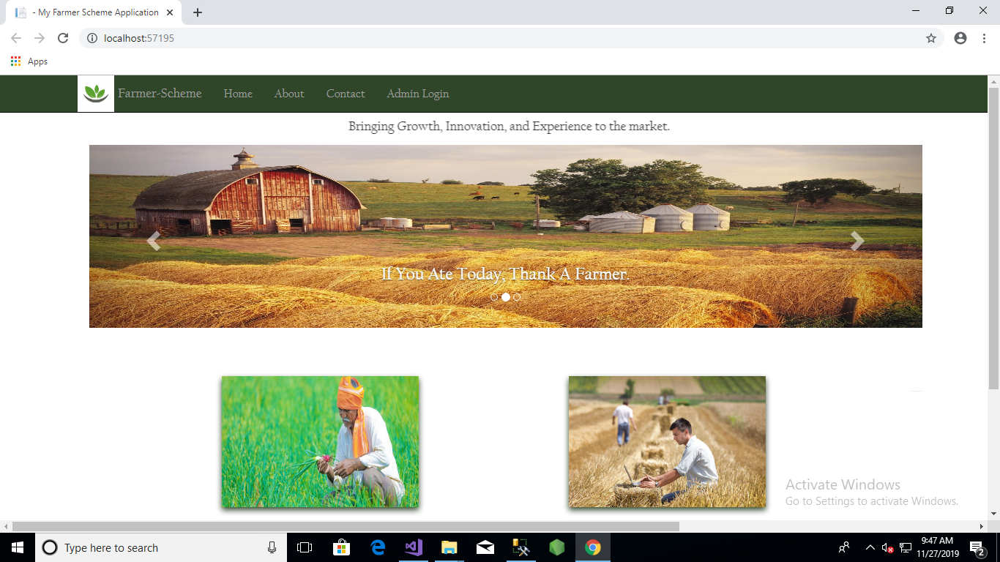 - My Farmer Scheme Application
localhost:57195
Apps
Farmer-Scheme Home About Contact Admin Login
Bringing Growth, Innovation, and Experience to the market.
If You Ate Today, Thank A Farmer.
Activate Windows
Go to Settings to activate Windows.
Type here to search
9:47 AM
11/27/2019
2